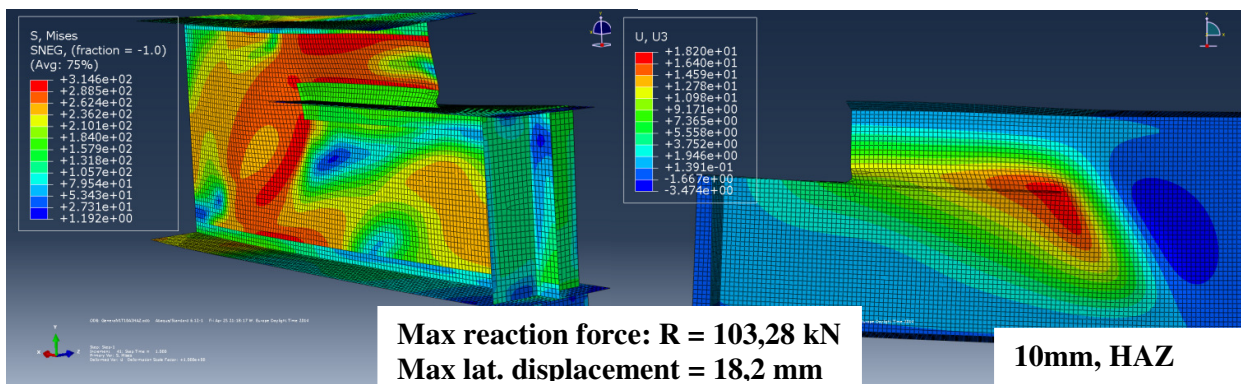 S, Mises
SNEG, (fraction = -1.0)
(Avg: 75%)
+3.146e+02
+2.885e+02
+2.624e+02
+2.362e+02
+2.101e+02
+1.840e+02
+1.579e+02
+1.318e+02
+1.057e+02
+7.954e+01
+5.343e+01
+2.731e+01
+1.192e+00
U, U3
+1.820e+01
+1.640e+01
+1.459e+01
+1.278e+01
+1.098e+01
+9.171e+00
+7.365e+00
+5.558e+00
+3.752e+00
+1.946e+00
+1.391e-01
-1.667e+00
-3.474e+00
Max reaction force: R = 103,28 kN
Max lat. displacement = 18,2 mm
10mm, HAZ